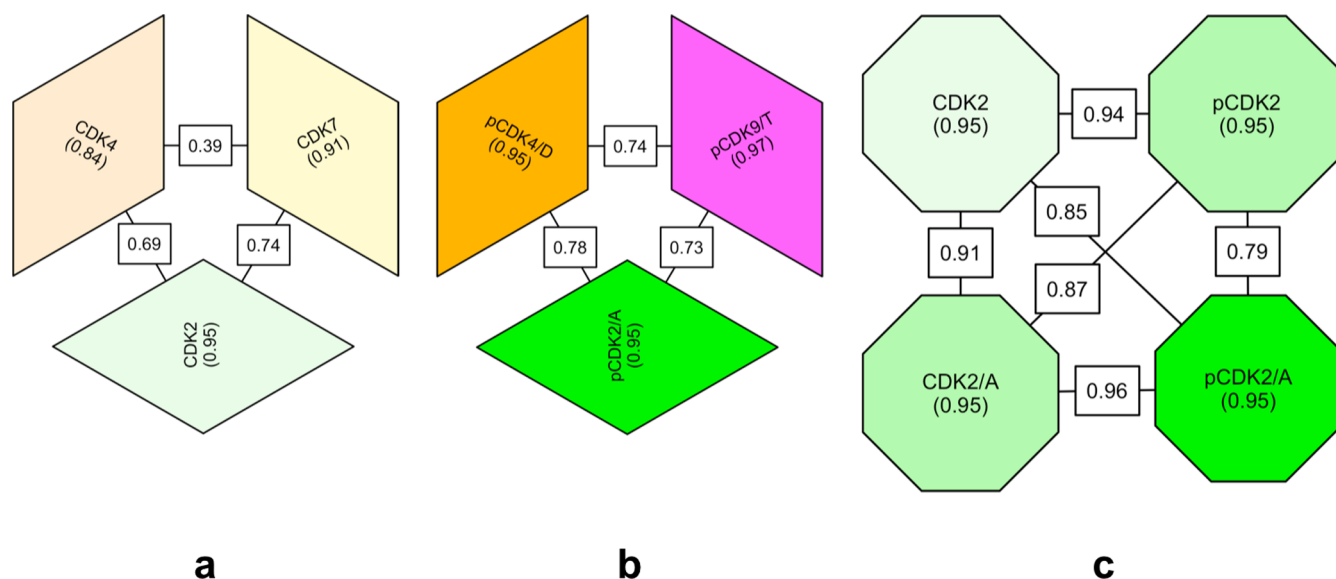 CDK4
(0.84)
0.39
CDK7
(0.91)
0.69
0.74
CDK2
(0.95)
a
pCDK4/D
(0.95)
0.74
pCDK9/T
(0.97)
0.78
0.73
pCDK2/A
(0.95)
b
CDK2
(0.95)
0.94
pCDK2
(0.95)
0.85
0.91
0.87
0.79
CDK2/A
(0.95)
0.96
pCDK2/A
(0.95)
c